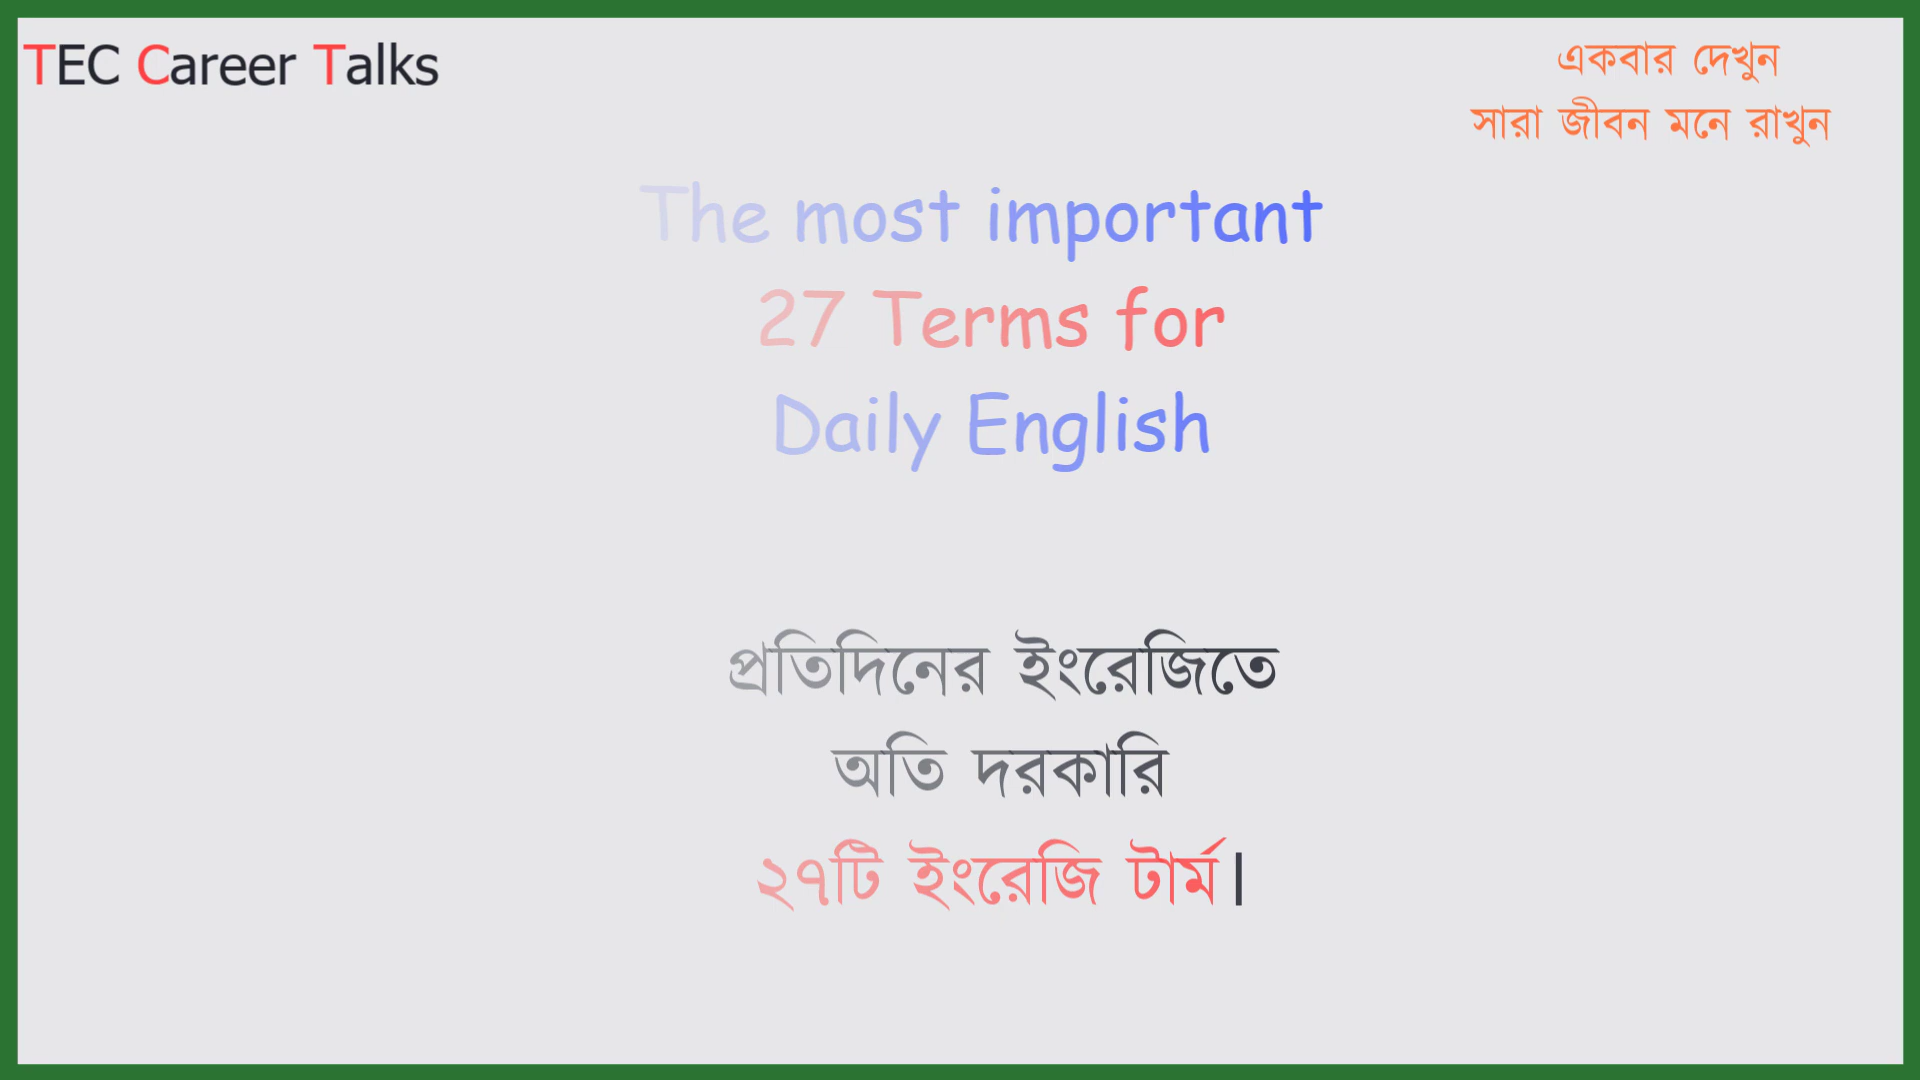 TEC Career Talks
একবার দেখুন
সারা জীবন মনে রাখুন
The most important
27 Terms for
Daily English
প্রতিদিনের ইংরেজিতে
অতি দরকারি
২৭টি ইংরেজি টার্ম।